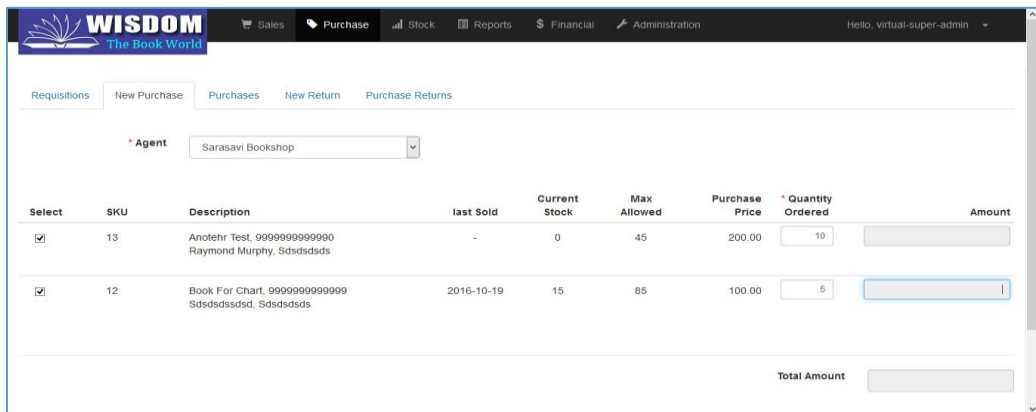 WISDOM
The Book World
Sales Purchase Stock Reports $ Financial Administration Hello, virtual-super-admin
Requisitions New Purchase Purchases New Return Purchase Returns
* Agent Sarasavi Bookshop
Select SKU Description last Sold Current Stock Max Allowed Purchase Price * Quantity Ordered Amount
13 Anotehr Test, 9999999999990 - 0 45 200.00 10
Raymond Murphy, Sdsdsdsds
12 Book For Chart, 9999999999999 2016-10-19 15 85 100.00 5
Sdsdsdssdsd, Sdsdsdsds
Total Amount